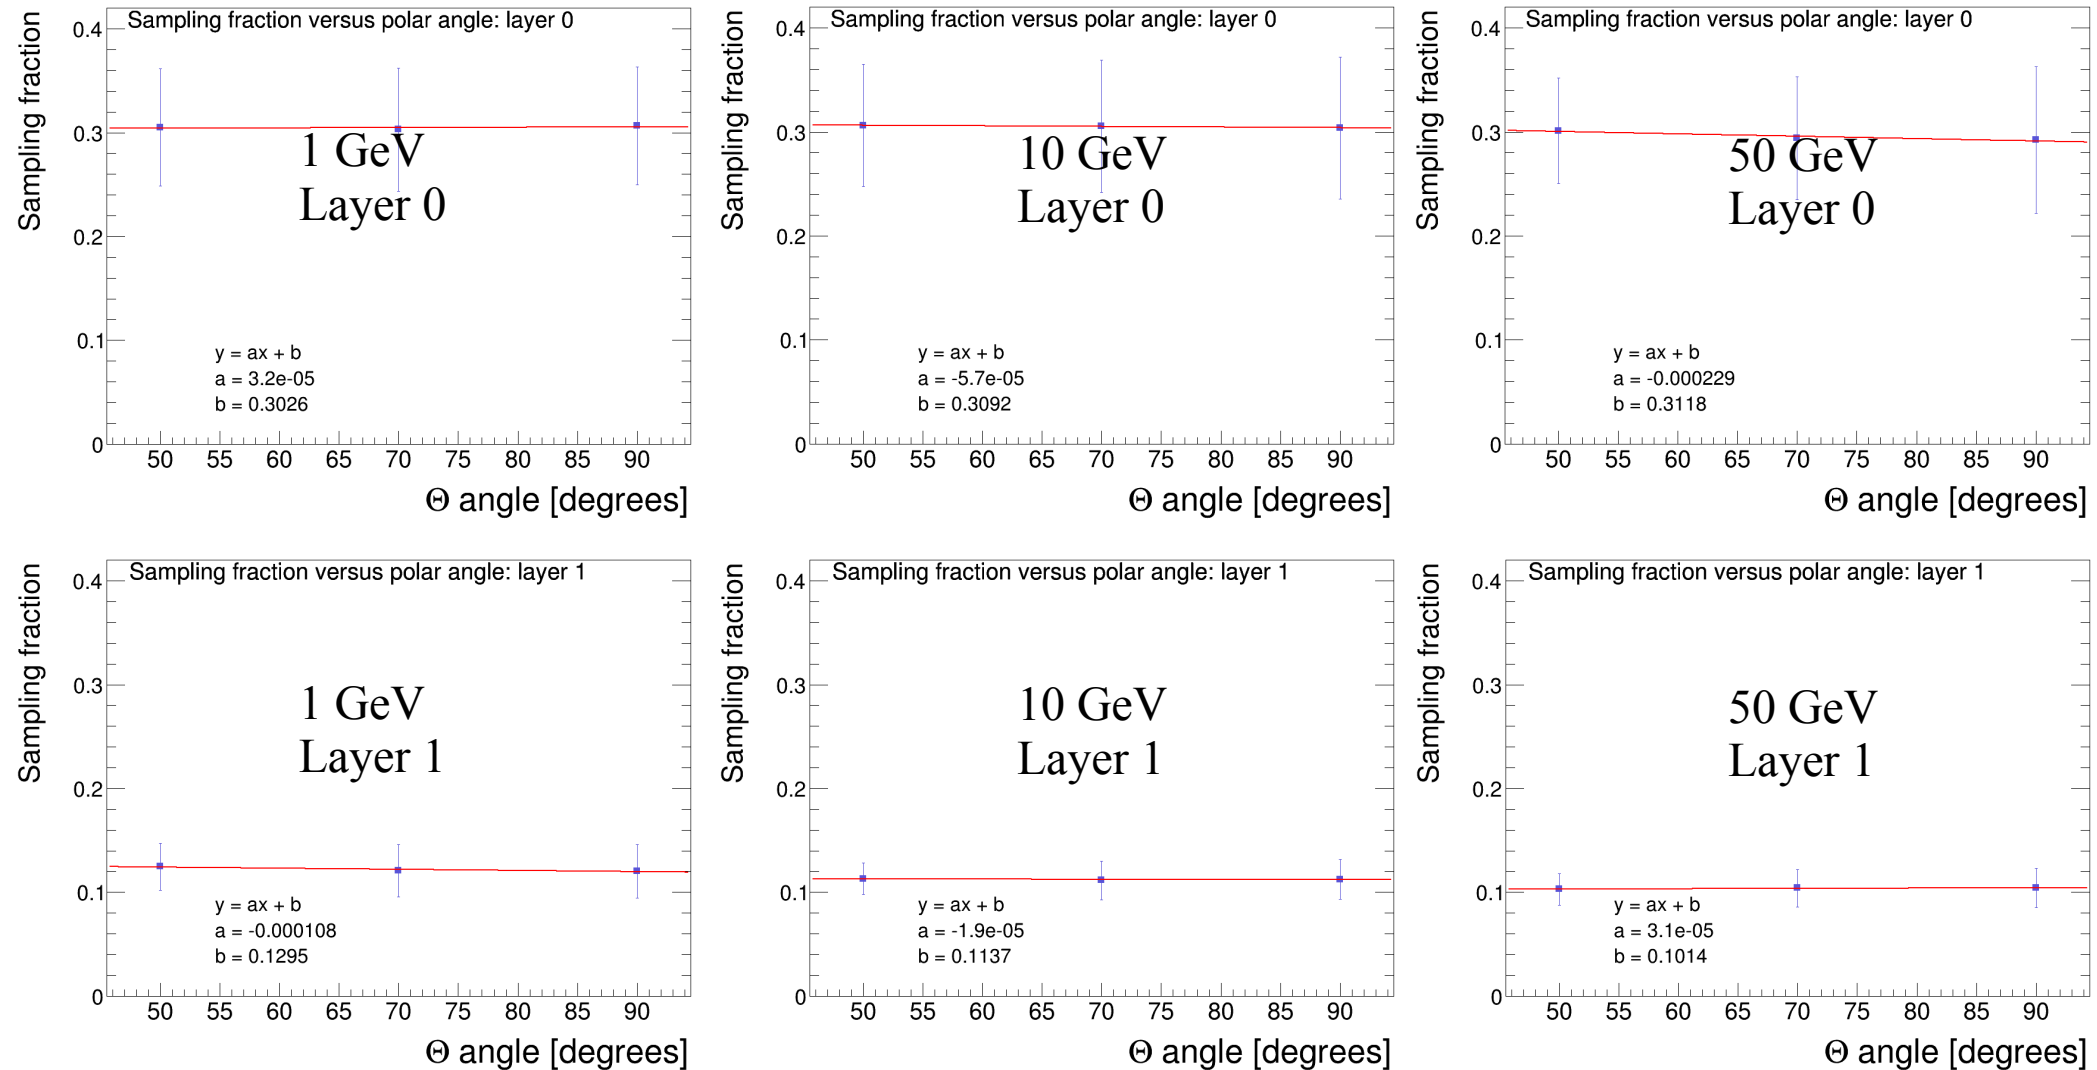 Sampling fraction versus polar angle: layer 0
Sampling fraction
0.4
0.3
0.2
0.1
0
1 GeV
Layer 0
y = ax + b
a = 3.2e-05
b = 0.3026
50 55 60 65 70 75 80 85 90
Θ angle [degrees]
Sampling fraction versus polar angle: layer 0
Sampling fraction
0.4
0.3
0.2
0.1
0
10 GeV
Layer 0
y = ax + b
a = -5.7e-05
b = 0.3092
50 55 60 65 70 75 80 85 90
Θ angle [degrees]
Sampling fraction versus polar angle: layer 0
Sampling fraction
0.4
0.3
0.2
0.1
0
50 GeV
Layer 0
y = ax + b
a = -0.000229
b = 0.3118
50 55 60 65 70 75 80 85 90
Θ angle [degrees]
Sampling fraction versus polar angle: layer 1
Sampling fraction
0.4
0.3
0.2
0.1
0
1 GeV
Layer 1
y = ax + b
a = -0.000108
b = 0.1295
50 55 60 65 70 75 80 85 90
Θ angle [degrees]
Sampling fraction versus polar angle: layer 1
Sampling fraction
0.4
0.3
0.2
0.1
0
10 GeV
Layer 1
y = ax + b
a = -1.9e-05
b = 0.1137
50 55 60 65 70 75 80 85 90
Θ angle [degrees]
Sampling fraction versus polar angle: layer 1
Sampling fraction
0.4
0.3
0.2
0.1
0
50 GeV
Layer 1
y = ax + b
a = 3.1e-05
b = 0.1014
50 55 60 65 70 75 80 85 90
Θ angle [degrees]